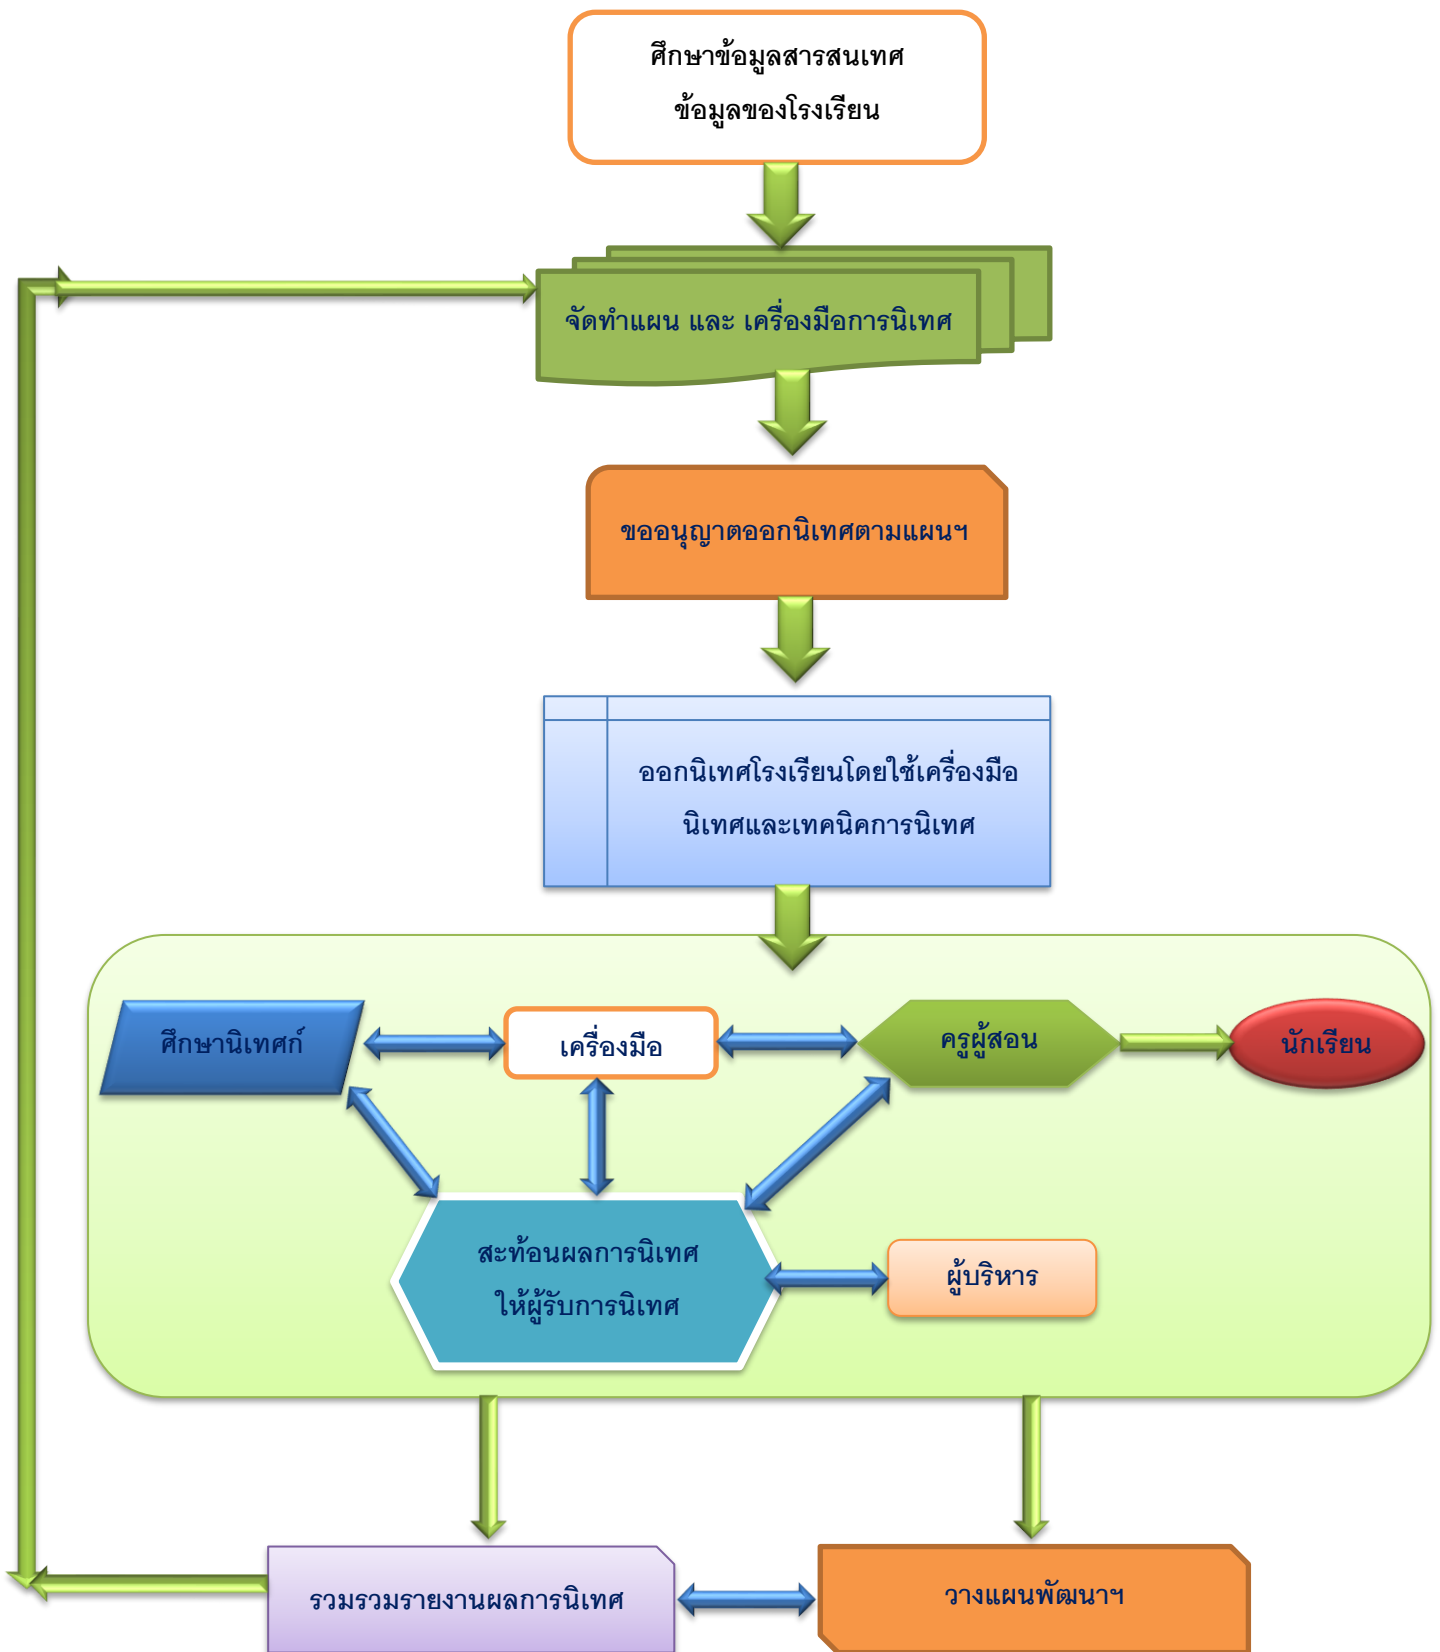 ศึกษาข้อมูลสารสนเทศ
ข้อมูลของโรงเรียน
จัดทำแผน และ เครื่องมือการนิเทศ
ขออนุญาตออกนิเทศตามแผนฯ
ออกนิเทศโรงเรียนโดยใช้เครื่องมือ
นิเทศและเทคนิคการนิเทศ
ศึกษานิเทศก์
เครื่องมือ
ครูผู้สอน
นักเรียน
สะท้อนผลการนิเทศ
ให้ผู้รับการนิเทศ
ผู้บริหาร
รวมรวมรายงานผลการนิเทศ
วางแผนพัฒนาฯ